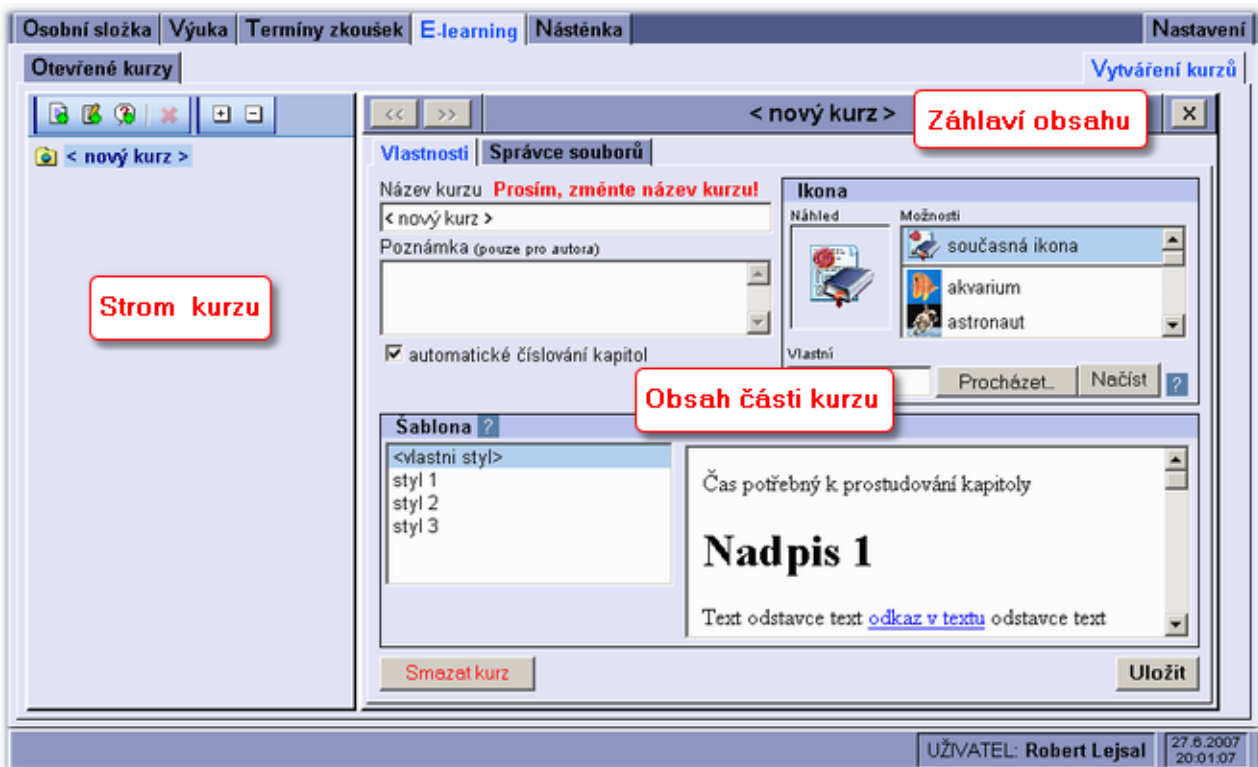 Osobní složka Výuka Termíny zkoušek E-learning Nástěnka Nastavení
Otevřené kurzy Vytváření kurzů
<< >> < nový kurz > Záhlaví obsahu X
< nový kurz >
Vlastnosti Správce souborů
Název kurzu Prosím, změnte název kurzu!
< nový kurz >
Poznámka (pouze pro autora)
automatické číslování kapitol
Ikona
Náhled Možnosti
současná ikona
akvarium
astronaut
Vlastní
Procházet... Načíst ?
Strom kurzu
Obsah části kurzu
Šablona ?
<vlastni styl>
styl 1
styl 2
styl 3
Čas potřebný k prostudování kapitoly
Nadpis 1
Text odstavce text odkaz v textu odstavce text
Smazat kurz Uložit
UŽIVATEL: Robert Lejsal 27.6.2007
20:01:07